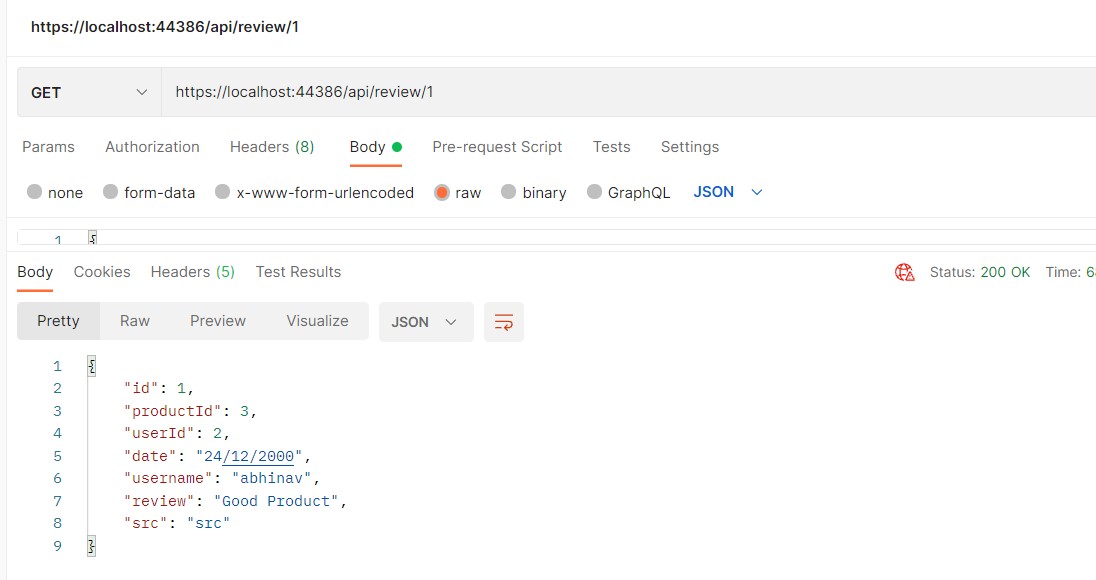 https://localhost:44386/api/review/1
GET https://localhost:44386/api/review/1
Params Authorization Headers (8) Body Pre-request Script Tests Settings
none form-data x-www-form-urlencoded raw binary GraphQL JSON
1 {
Body Cookies Headers (5) Test Results Status: 200 OK Time:
Pretty Raw Preview Visualize JSON
1 {
2 "id": 1,
3 "productId": 3,
4 "userId": 2,
5 "date": "24/12/2000",
6 "username": "abhinav",
7 "review": "Good Product",
8 "src": "src"
9 }